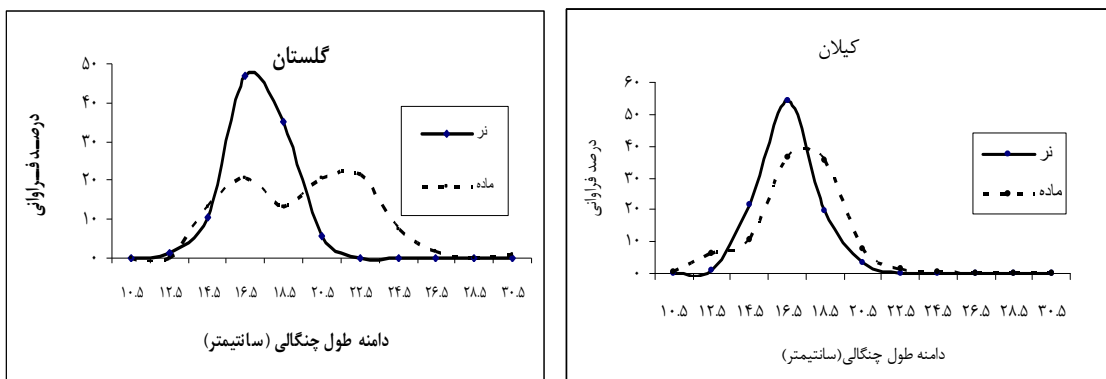 گلستان
۵۰
۴۰
۳۰
۲۰
۱۰
۰
درصد فراوانی
نر
ماده
۱۰.۵ ۱۲.۵ ۱۴.۵ ۱۶.۵ ۱۸.۵ ۲۰.۵ ۲۲.۵ ۲۴.۵ ۲۶.۵ ۲۸.۵ ۳۰.۵
دامنه طول چنگالی (سانتیمتر)
کیلان
۶۰
۵۰
۴۰
۳۰
۲۰
۱۰
۰
درصد فراوانی
نر
ماده
۱۰.۵ ۱۲.۵ ۱۴.۵ ۱۶.۵ ۱۸.۵ ۲۰.۵ ۲۲.۵ ۲۴.۵ ۲۶.۵ ۲۸.۵ ۳۰.۵
دامنه طول چنگالی(سانتیمتر)